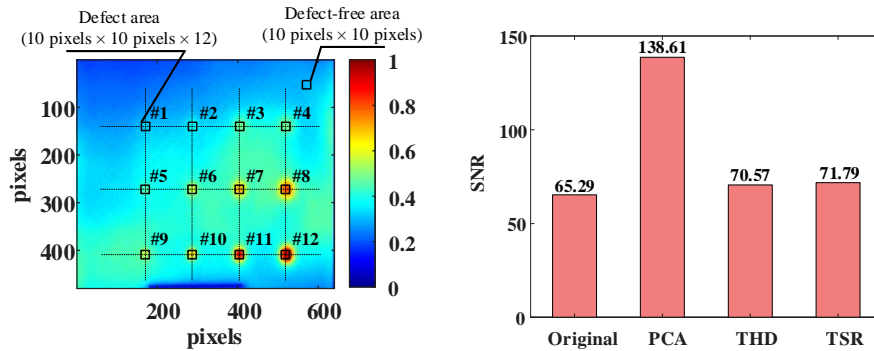 Defect area
(10 pixels × 10 pixels × 12)
Defect-free area
(10 pixels × 10 pixels)
#1 #2 #3 #4
#5 #6 #7 #8
#9 #10 #11 #12
100
200
300
400
pixels
200 400 600
pixels
1
0.8
0.6
0.4
0.2
0
150
100
50
0
SNR
65.29
138.61
70.57
71.79
Original PCA THD TSR